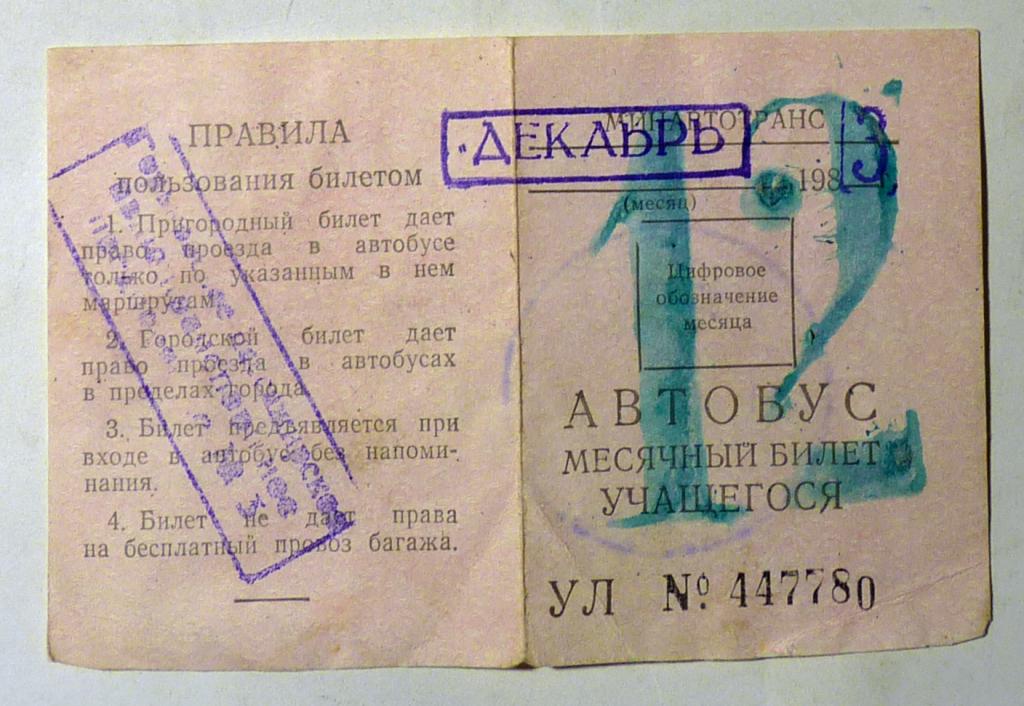 ПРАВИЛА
пользования билетом
1. Пригородный билет дает
право проезда в автобусе
только по указанным в нем
маршрутам.
2. Городской билет дает
право проезда в автобусах
в пределах города.
3. Билет предъявляется при
входе в автобус без напоми-
нания.
4. Билет не дает права
на бесплатный провоз багажа.
МИНАВТОТРАНС
ДЕКАБРЬ
198 3
(месяц)
12
Цифровое
обозначение
месяца
АВТОБУС
МЕСЯЧНЫЙ БИЛЕТ
УЧАЩЕГОСЯ
УЛ № 447780